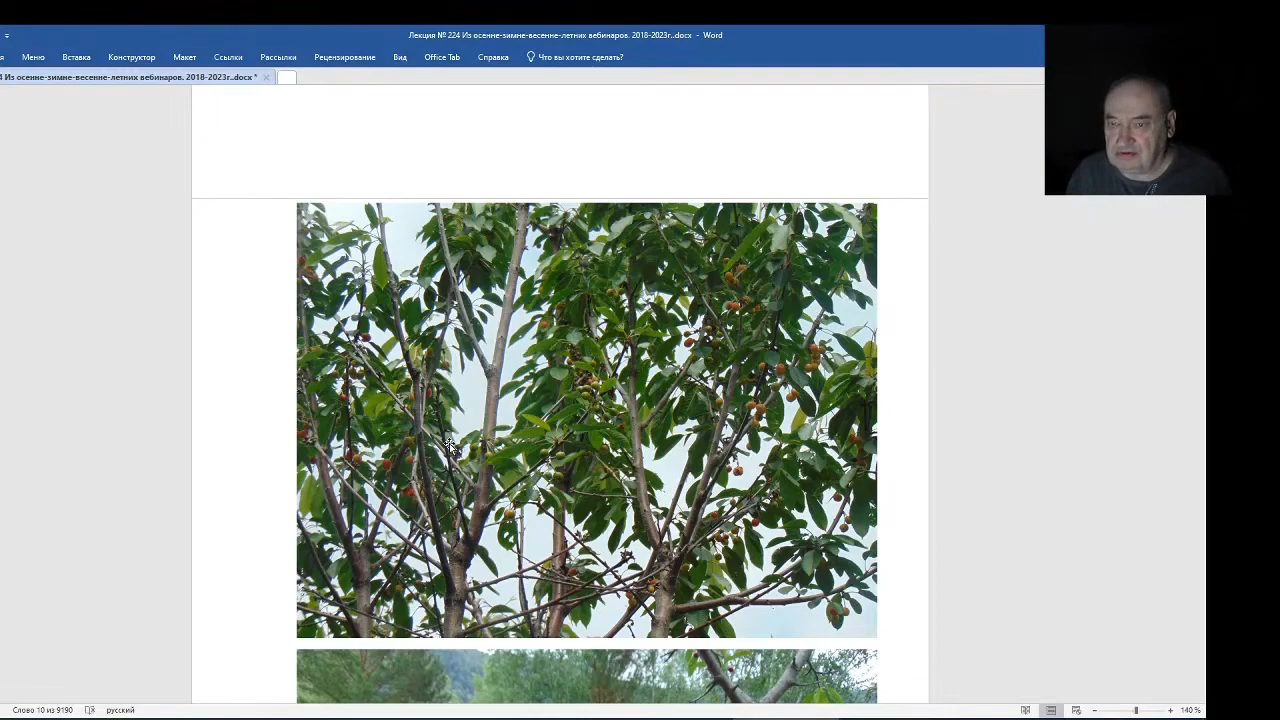 Лекция № 224 Из осенне-зимне-весенне-летних вебинаров. 2018-2023г..docx - Word
Меню Вставка Конструктор Макет Ссылки Рассылки Рецензирование Вид Office Tab Справка Что вы хотите сделать?
4 Из осенне-зимне-весенне-летних вебинаров. 2018-2023г..docx *
Слово 10 из 9190 русский 140 %